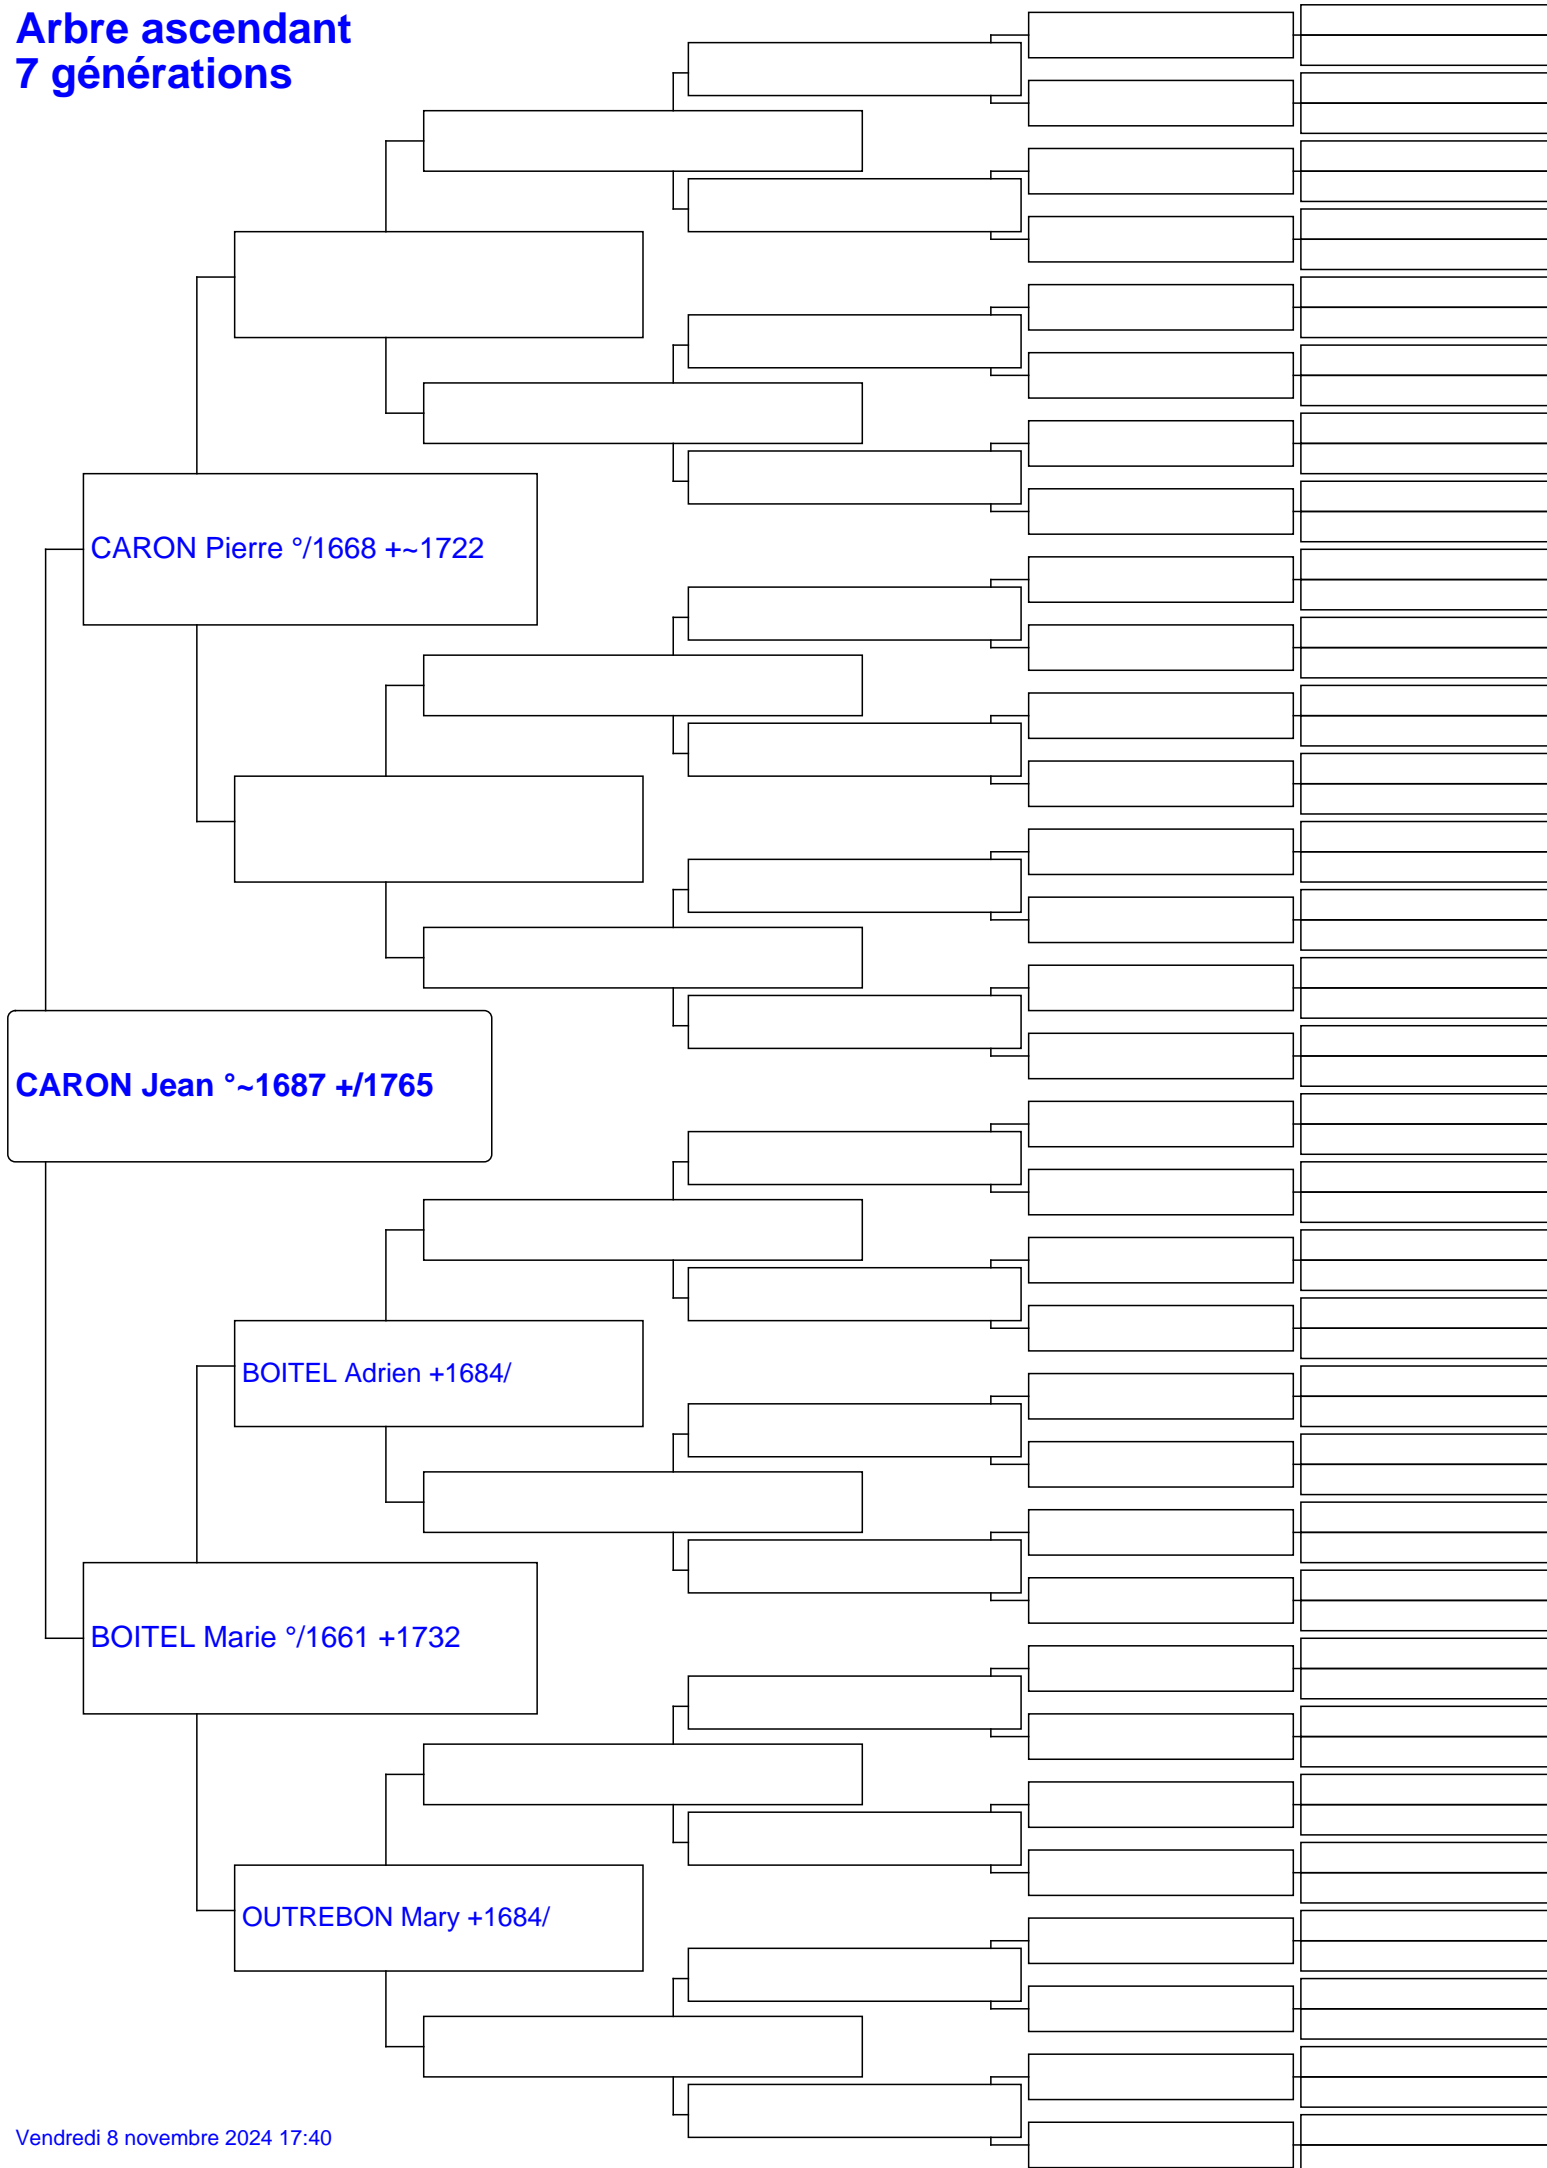 Arbre ascendant
7 générations
CARON Pierre °/1668 +~1722
CARON Jean °~1687 +/1765
BOITEL Adrien +1684/
BOITEL Marie °/1661 +1732
OUTREBON Mary +1684/
Vendredi 8 novembre 2024 17:40